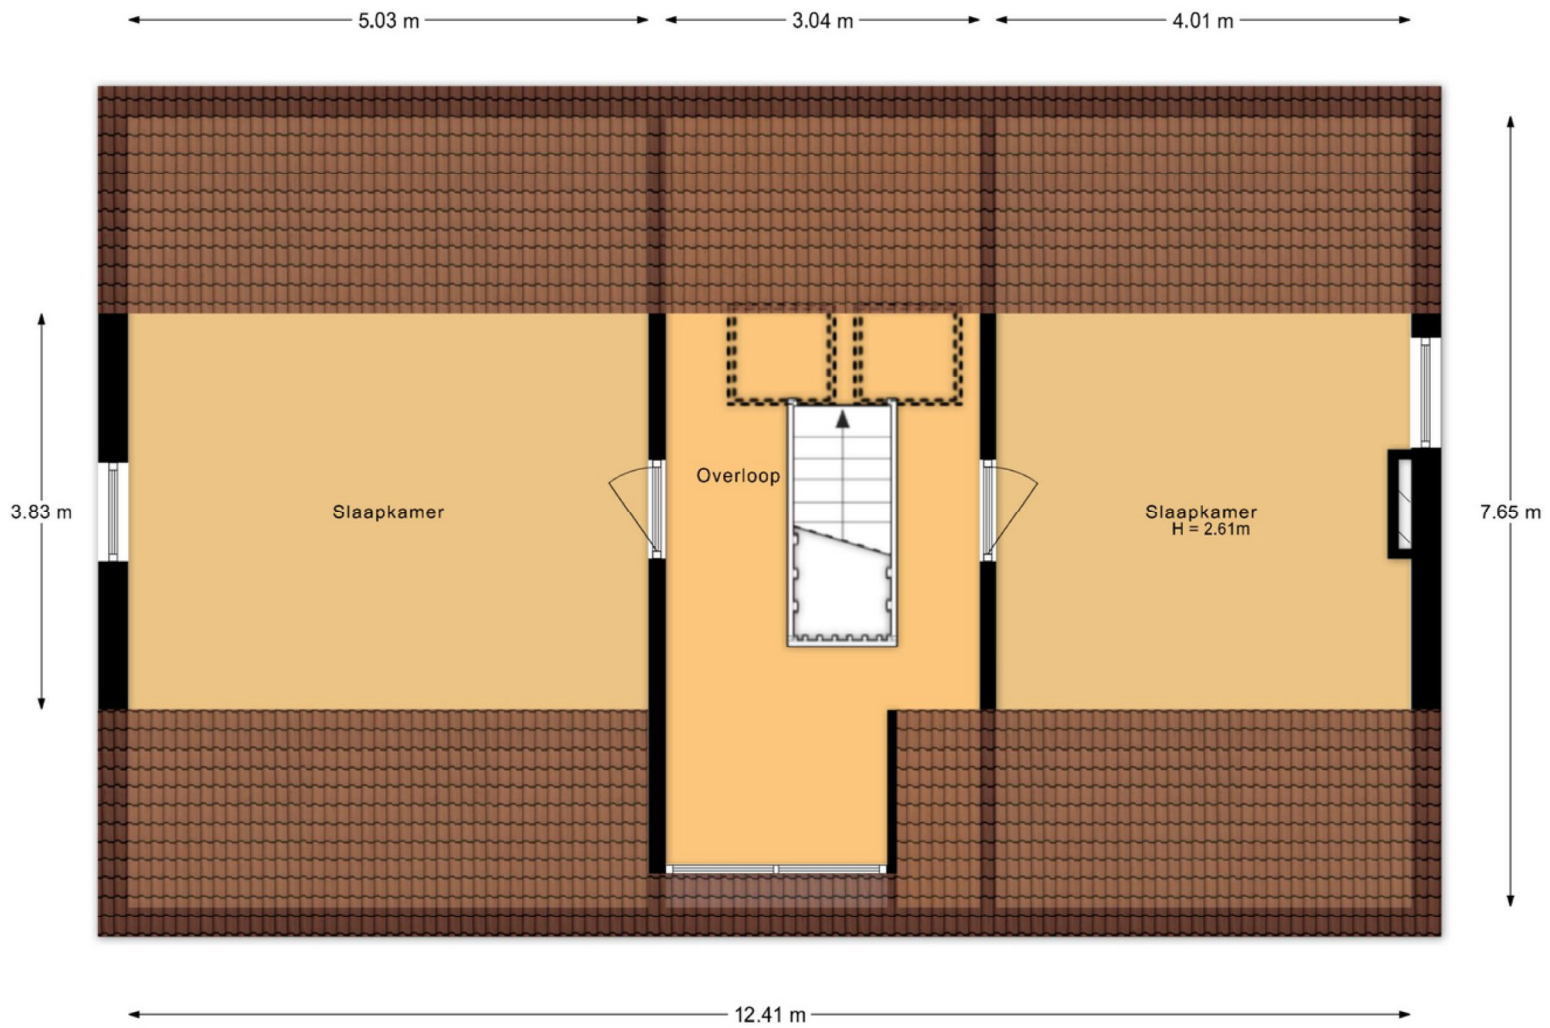 5.03 m
3.04 m
4.01 m
3.83 m
7.65 m
Overloop
Slaapkamer
Slaapkamer
H = 2.61m
12.41 m